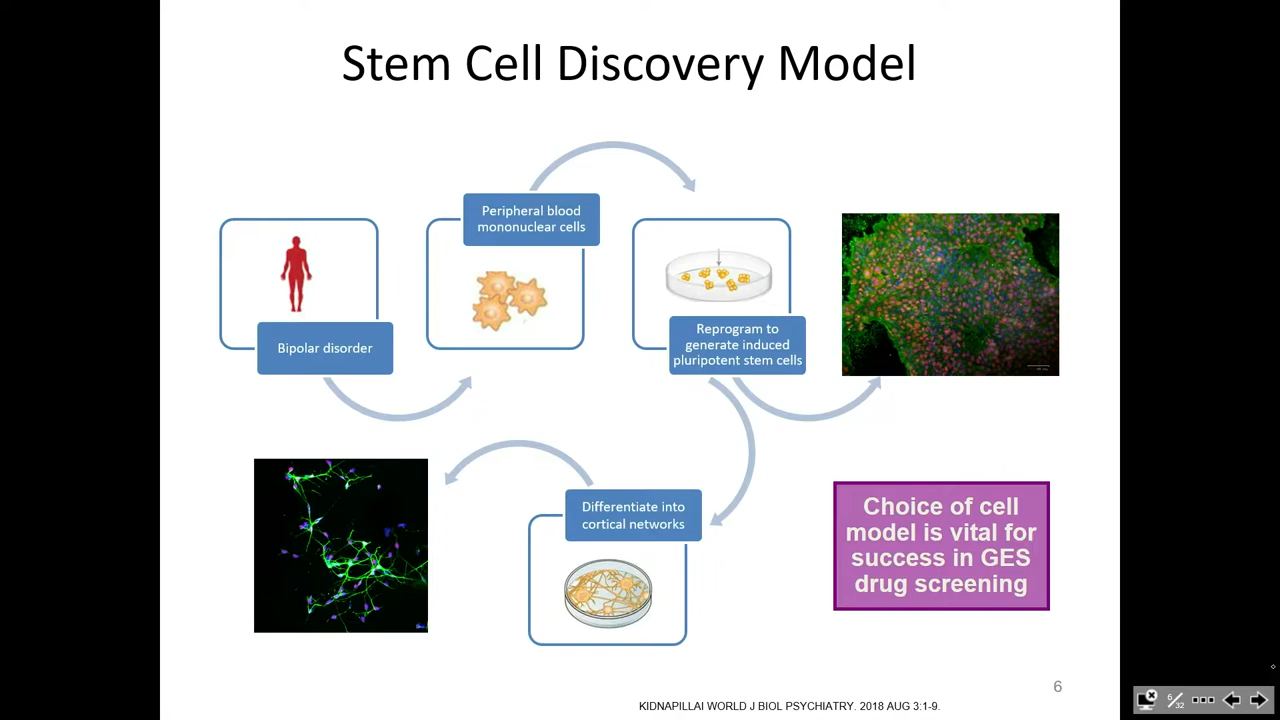 Stem Cell Discovery Model
Peripheral blood
mononuclear cells
Bipolar disorder
Reprogram to
generate induced
pluripotent stem cells
Differentiate into
cortical networks
Choice of cell
model is vital for
success in GES
drug screening
6
KIDNAPILLAI WORLD J BIOL PSYCHIATRY. 2018 AUG 3:1-9.
6/32